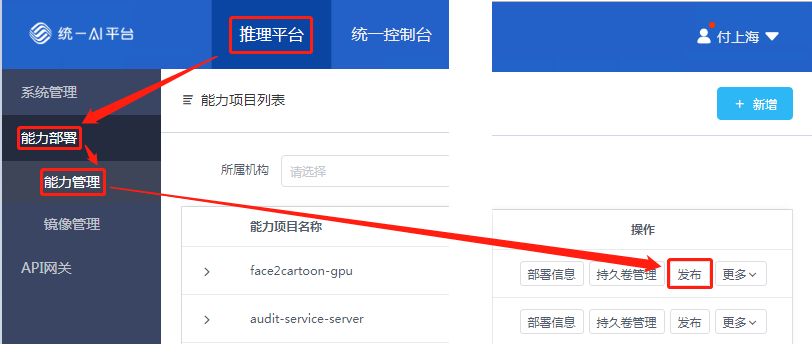 统一AI平台
推理平台
统一控制台
付上海
系统管理
能力项目列表
+ 新增
能力部署
所属机构
请选择
能力管理
镜像管理
能力项目名称
操作
API网关
face2cartoon-gpu
部署信息
持久卷管理
发布
更多
audit-service-server
部署信息
持久卷管理
发布
更多